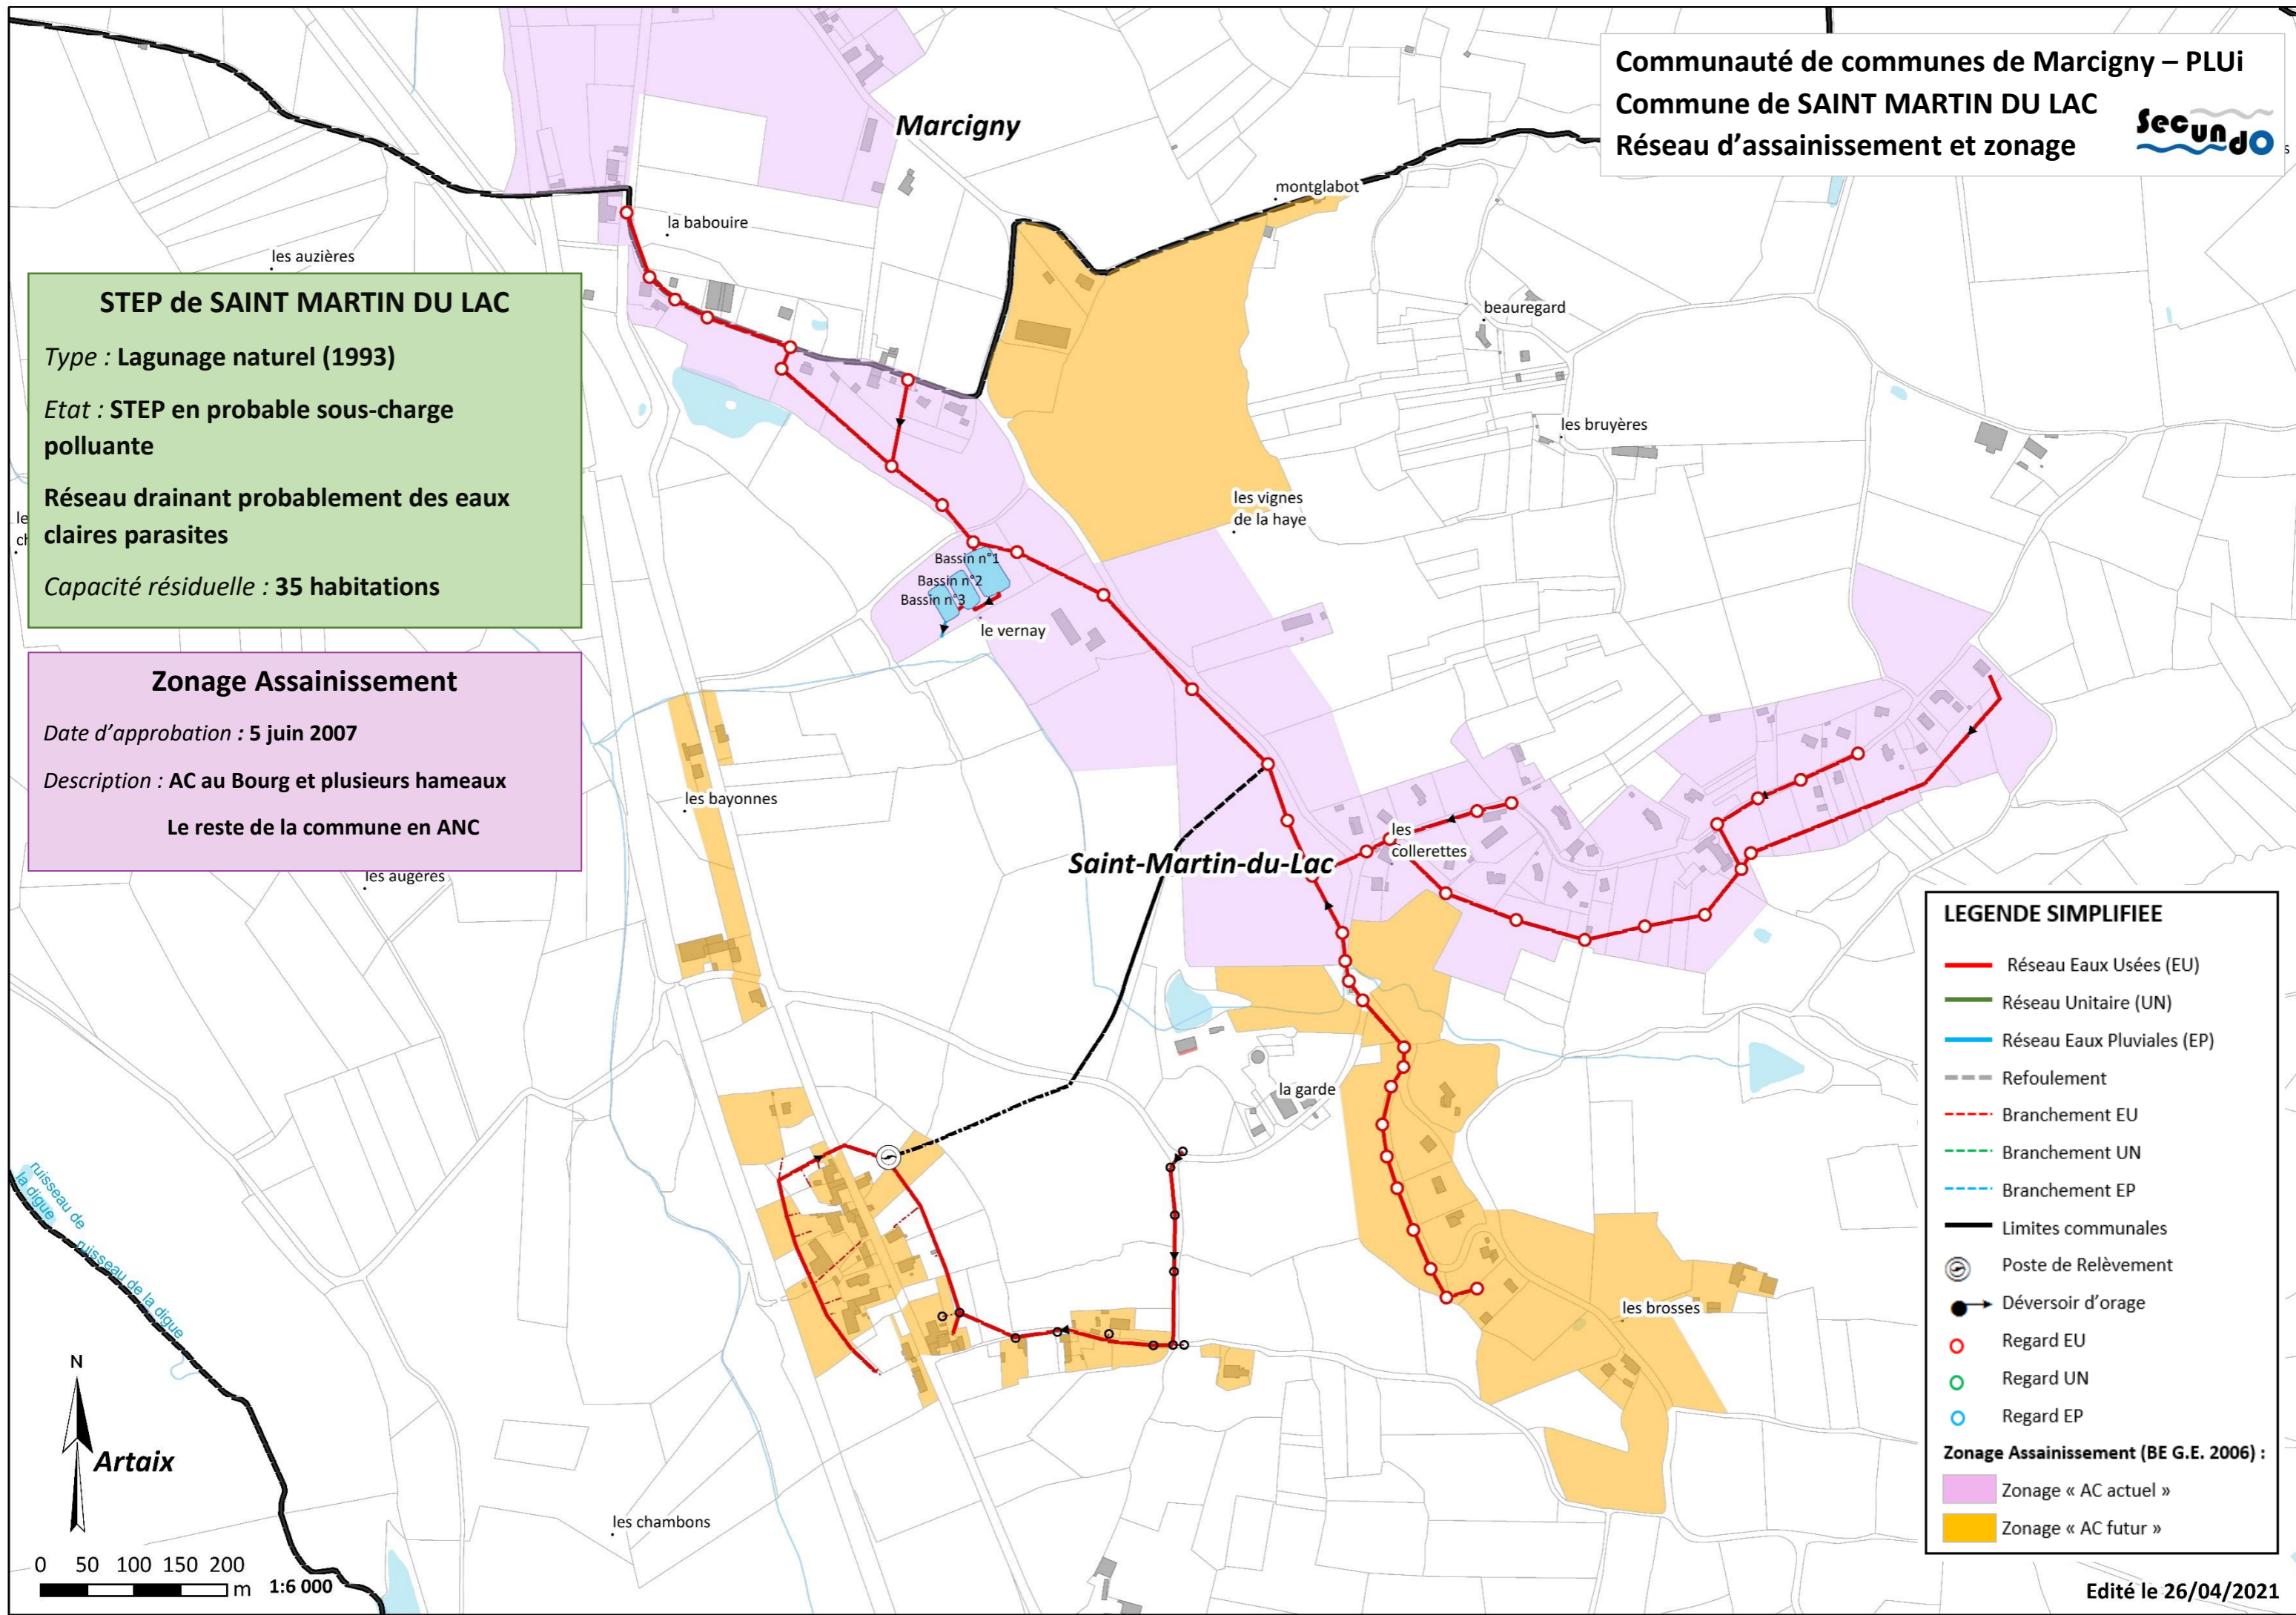 Communauté de communes de Marcigny – PLUi
Commune de SAINT MARTIN DU LAC
Réseau d'assainissement et zonage
Secundo
Marcigny
montglabot
la babouire
les auzières
beauregard
les bruyères
les vignes
de la haye
STEP de SAINT MARTIN DU LAC
Type : Lagunage naturel (1993)
Etat : STEP en probable sous-charge
polluante
Réseau drainant probablement des eaux
claires parasites
Capacité résiduelle : 35 habitations
Bassin n°1
Bassin n°2
Bassin n°3
le vernay
Zonage Assainissement
Date d'approbation : 5 juin 2007
Description : AC au Bourg et plusieurs hameaux
Le reste de la commune en ANC
les bayonnes
les augères
Saint-Martin-du-Lac
les
collerettes
la garde
les brosses
ruisseau de
la digue
ruisseau de la digue
Artaix
les chambons
N
0 50 100 150 200
m 1:6 000
LEGENDE SIMPLIFIEE
Réseau Eaux Usées (EU)
Réseau Unitaire (UN)
Réseau Eaux Pluviales (EP)
Refoulement
Branchement EU
Branchement UN
Branchement EP
Limites communales
Poste de Relèvement
Déversoir d'orage
Regard EU
Regard UN
Regard EP
Zonage Assainissement (BE G.E. 2006) :
Zonage « AC actuel »
Zonage « AC futur »
Edité le 26/04/2021